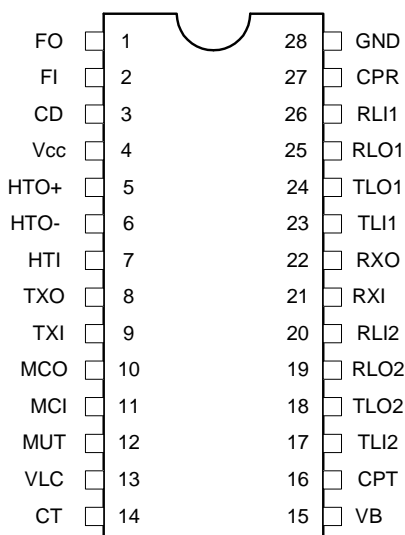 FO 1 28 GND
FI 2 27 CPR
CD 3 26 RLI1
Vcc 4 25 RLO1
HTO+ 5 24 TLO1
HTO- 6 23 TLI1
HTI 7 22 RXO
TXO 8 21 RXI
TXI 9 20 RLI2
MCO 10 19 RLO2
MCI 11 18 TLO2
MUT 12 17 TLI2
VLC 13 16 CPT
CT 14 15 VB